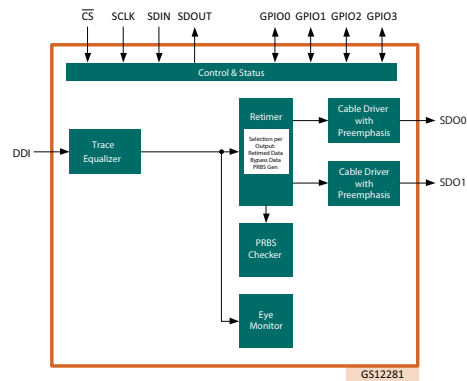 CS SCLK SDIN SDOUT GPIO0 GPIO1 GPIO2 GPIO3
Control & Status
Retimer
Selection per
Output:
Retimed Data
Bypass Data
PRBS Gen
Cable Driver
with
Preemphasis
SDO0
DDI
Trace
Equalizer
Cable Driver
with
Preemphasis
SDO1
PRBS
Checker
Eye
Monitor
GS12281